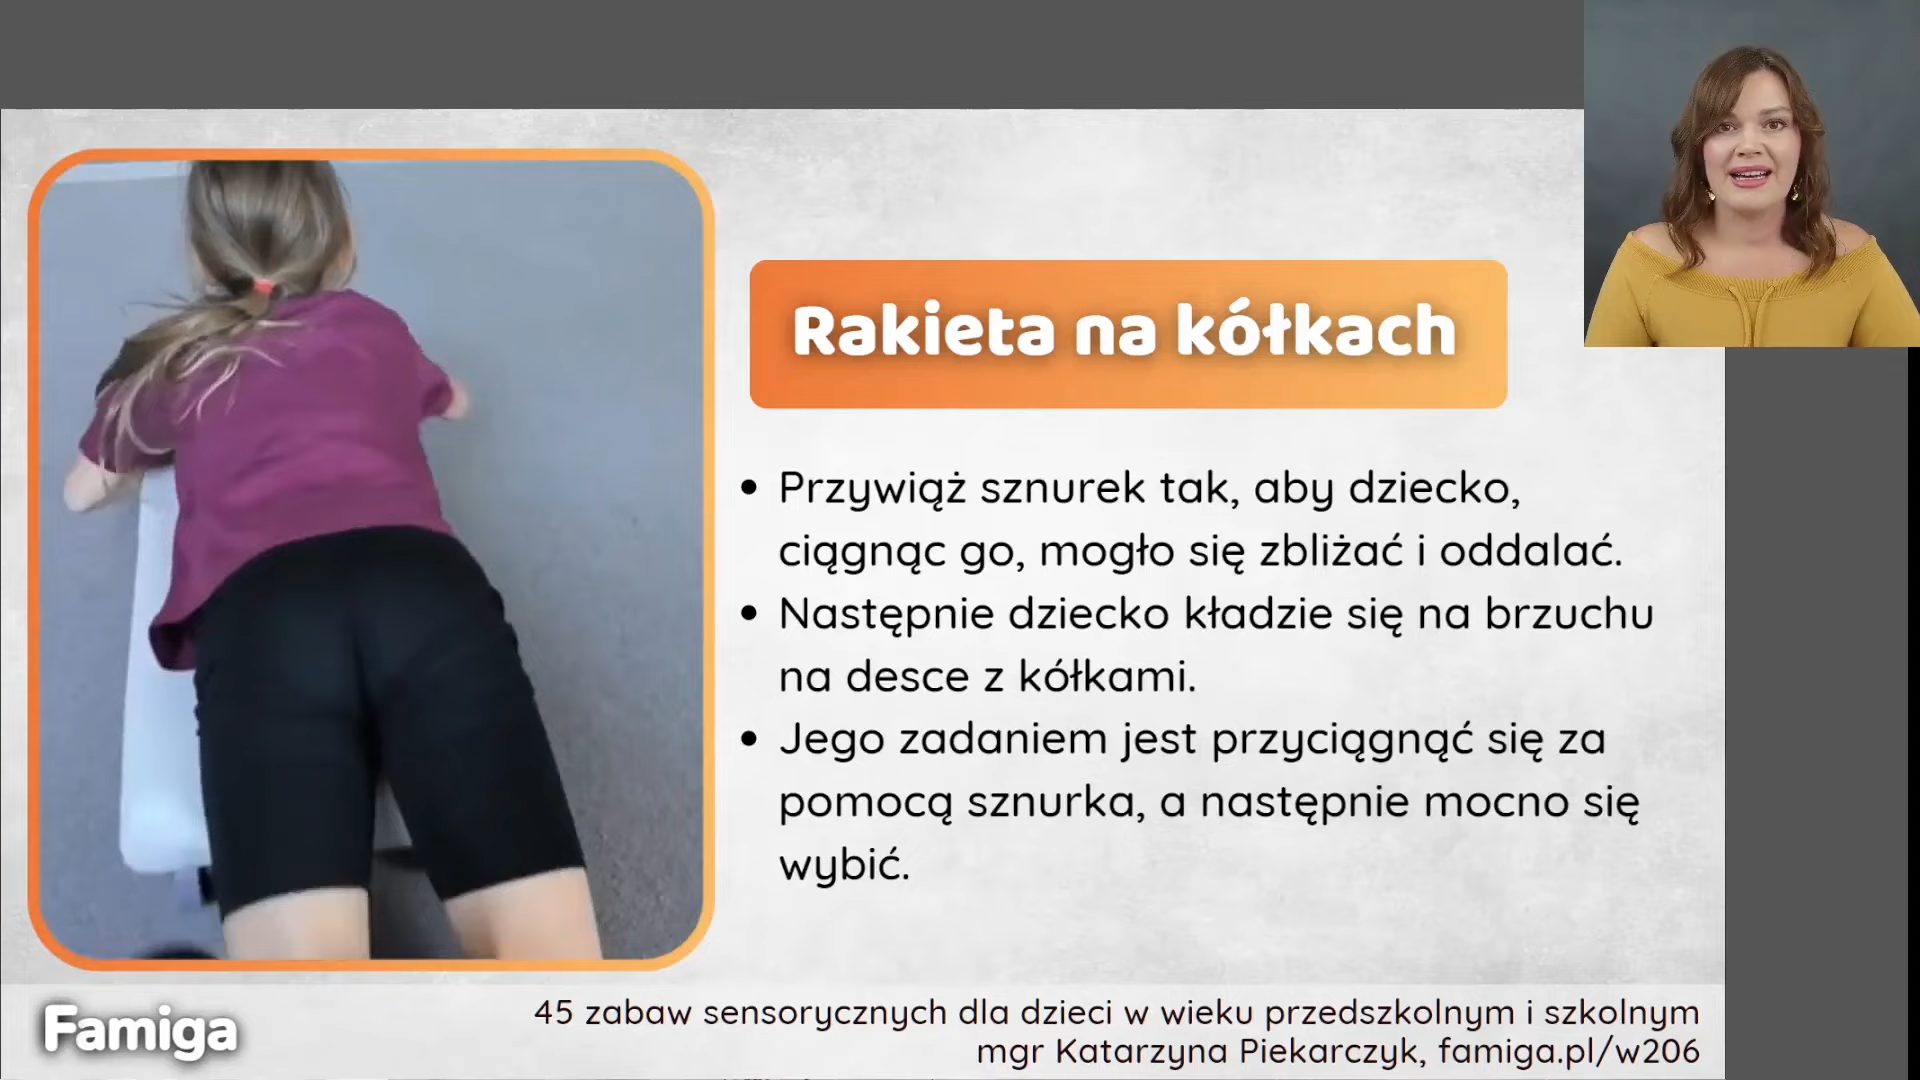 Rakieta na kółkach
• Przywiąż sznurek tak, aby dziecko,
ciągnąc go, mogło się zbliżać i oddalać.
• Następnie dziecko kładzie się na brzuchu
na desce z kółkami.
• Jego zadaniem jest przyciągnąć się za
pomocą sznurka, a następnie mocno się
wybić.
Famiga
45 zabaw sensorycznych dla dzieci w wieku przedszkolnym i szkolnym
mgr Katarzyna Piekarczyk, famiga.pl/w206